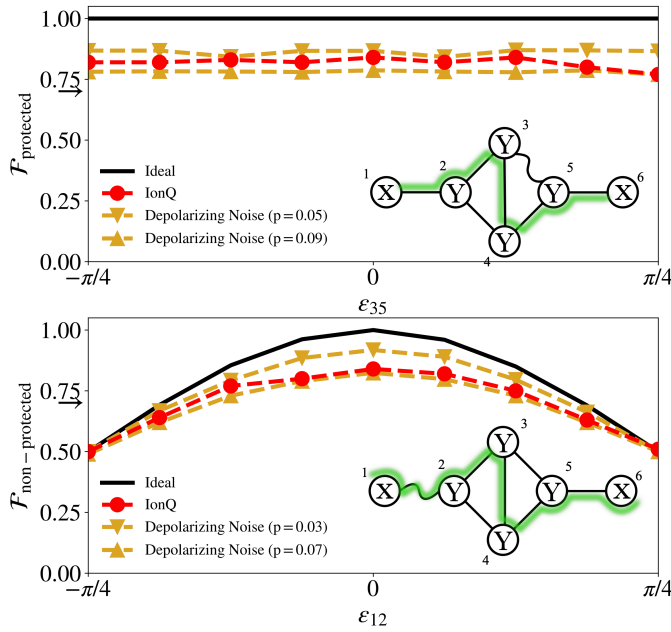 1.00
0.75
0.50
0.25
0.00
F_protected
Ideal
IonQ
Depolarizing Noise (p = 0.05)
Depolarizing Noise (p = 0.09)
1 2 3 4 5 6
X Y Y Y Y X
−π/4 0 π/4
ε35
1.00
0.75
0.50
0.25
0.00
F_non − protected
Ideal
IonQ
Depolarizing Noise (p = 0.03)
Depolarizing Noise (p = 0.07)
1 2 3 4 5 6
X Y Y Y Y X
−π/4 0 π/4
ε12